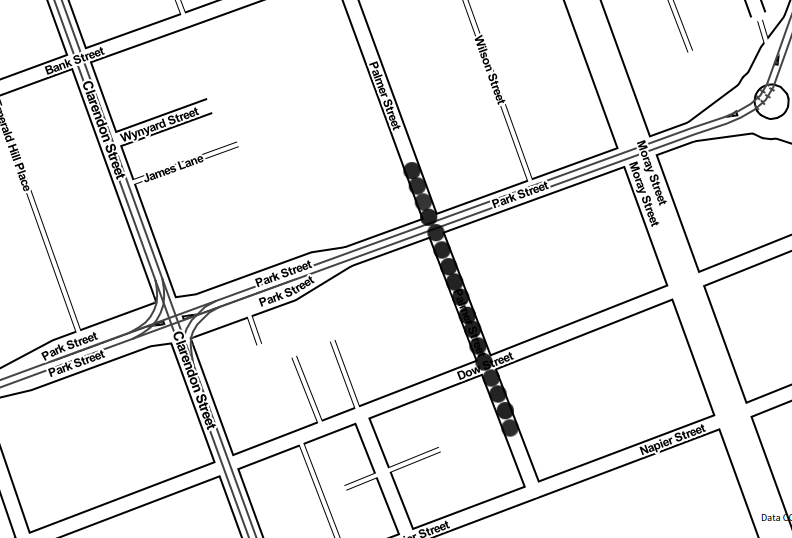 Bank Street
Clarendon Street
Palmer Street
Wilson Street
Wynyard Street
James Lane
Hill Place
Moray Street
Moray Street
Park Street
Park Street
Park Street
Park Street
Park Street
Clarendon Street
Dow Street
Napier Street
Street
Data